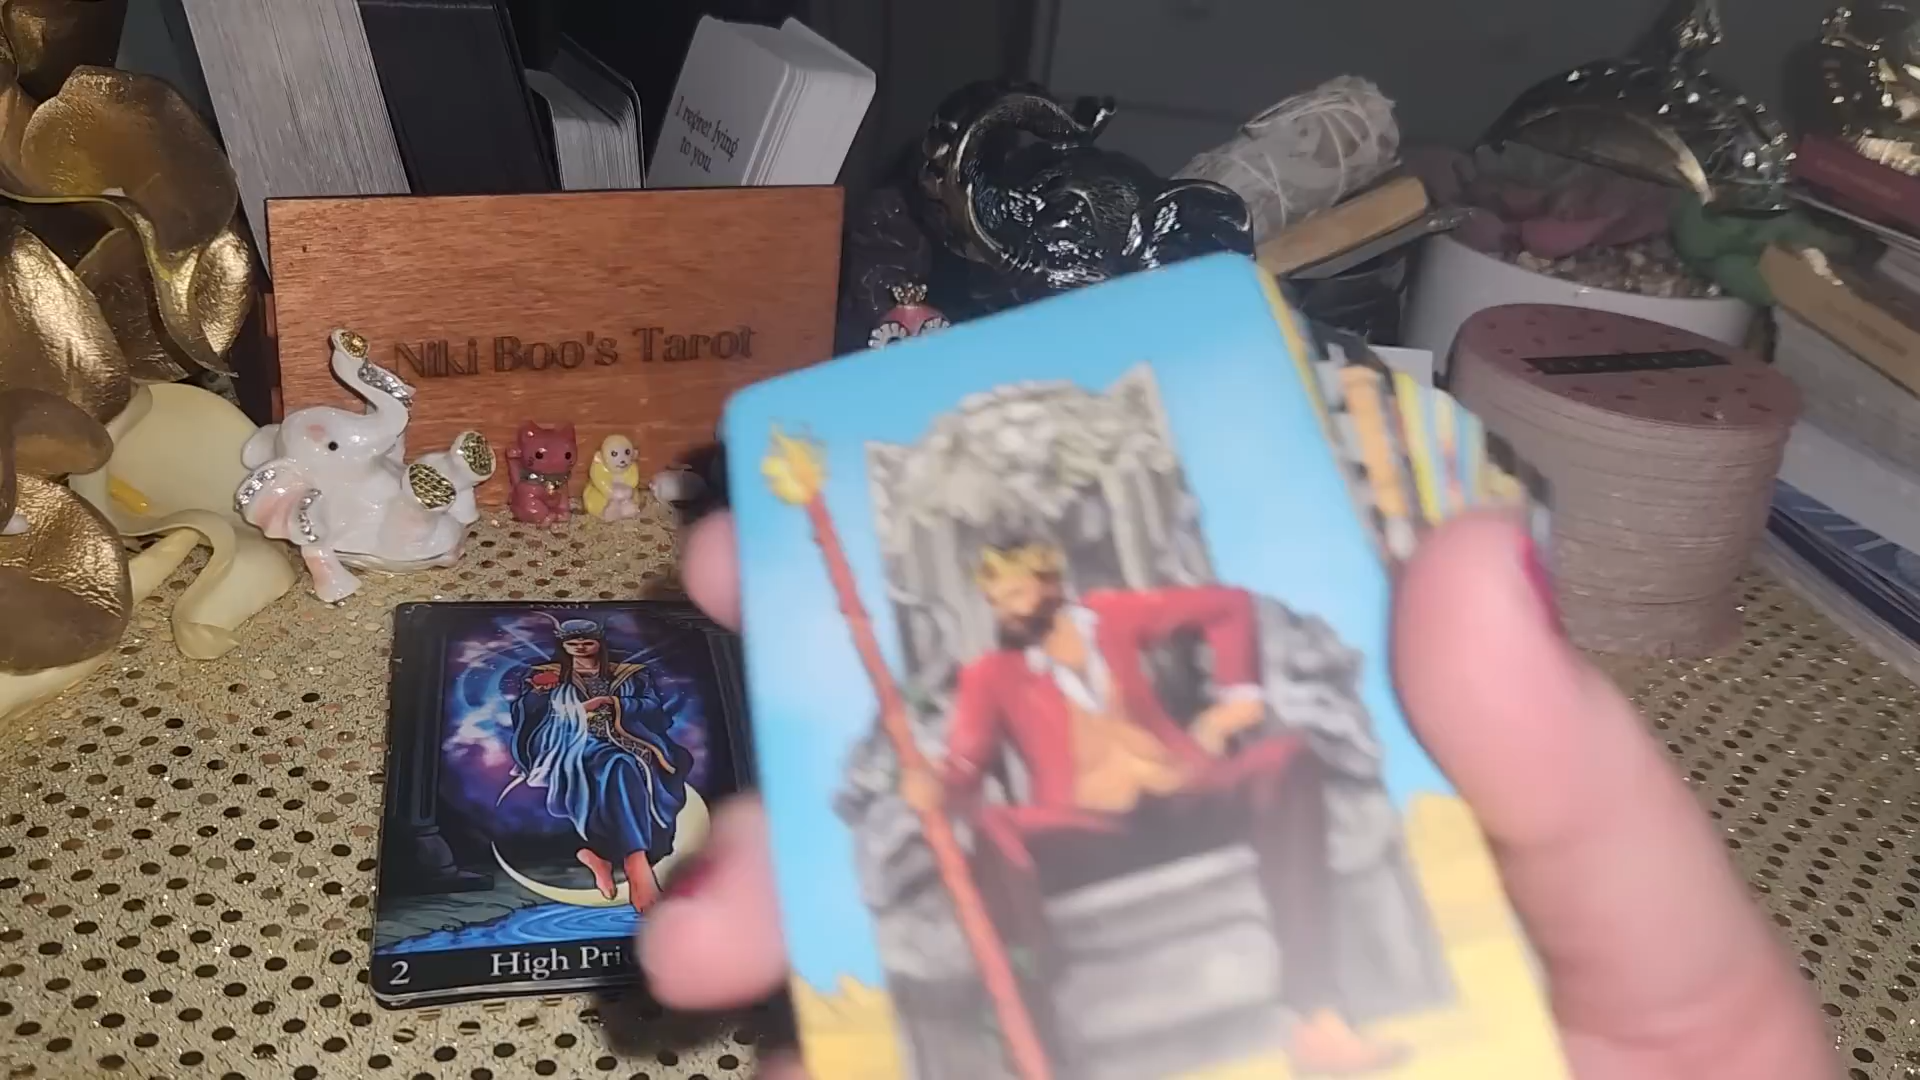 I regret lying
to you.
Niki Boo's Tarot
2
High Pri